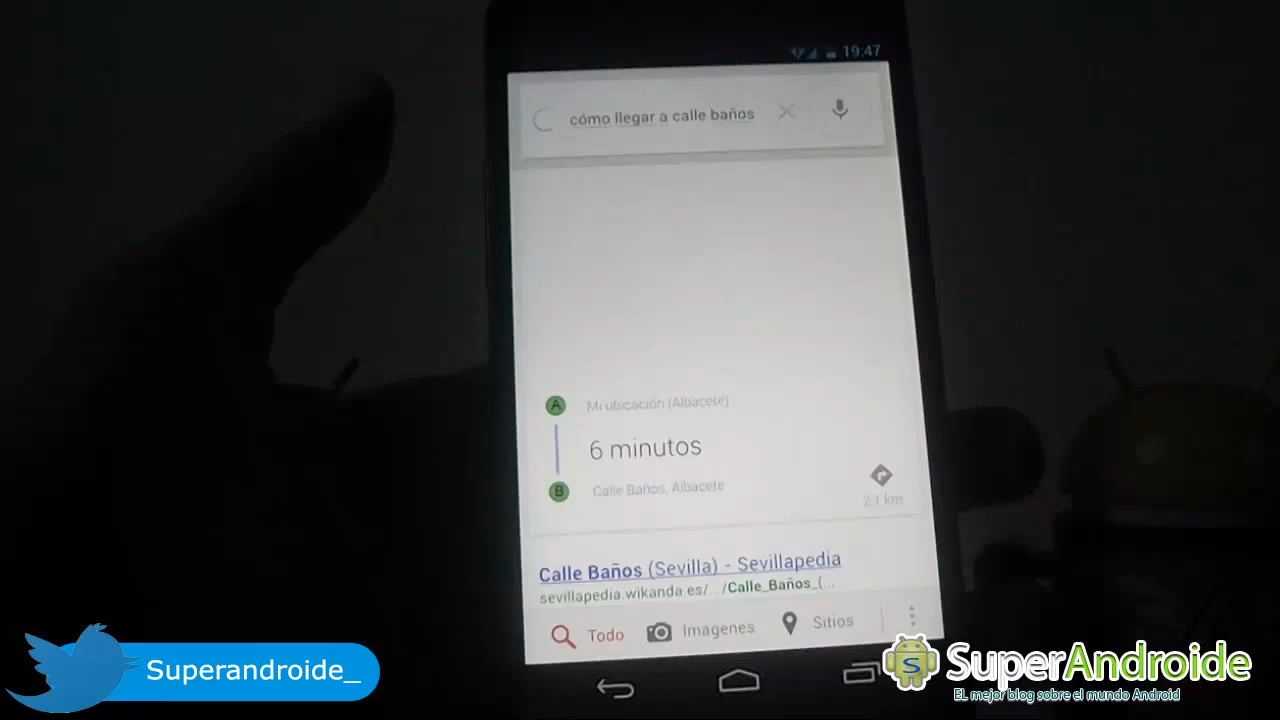 19:47
cómo llegar a calle baños
A Mi ubicación (Albacete)
6 minutos
B Calle Baños, Albacete
2,1 km
Calle Baños (Sevilla) - Sevillapedia
sevillapedia.wikanda.es/.../Calle_Baños_(...
Todo Imagenes Sitios
Superandroide_
S
SuperAndroide
EL mejor blog sobre el mundo Android